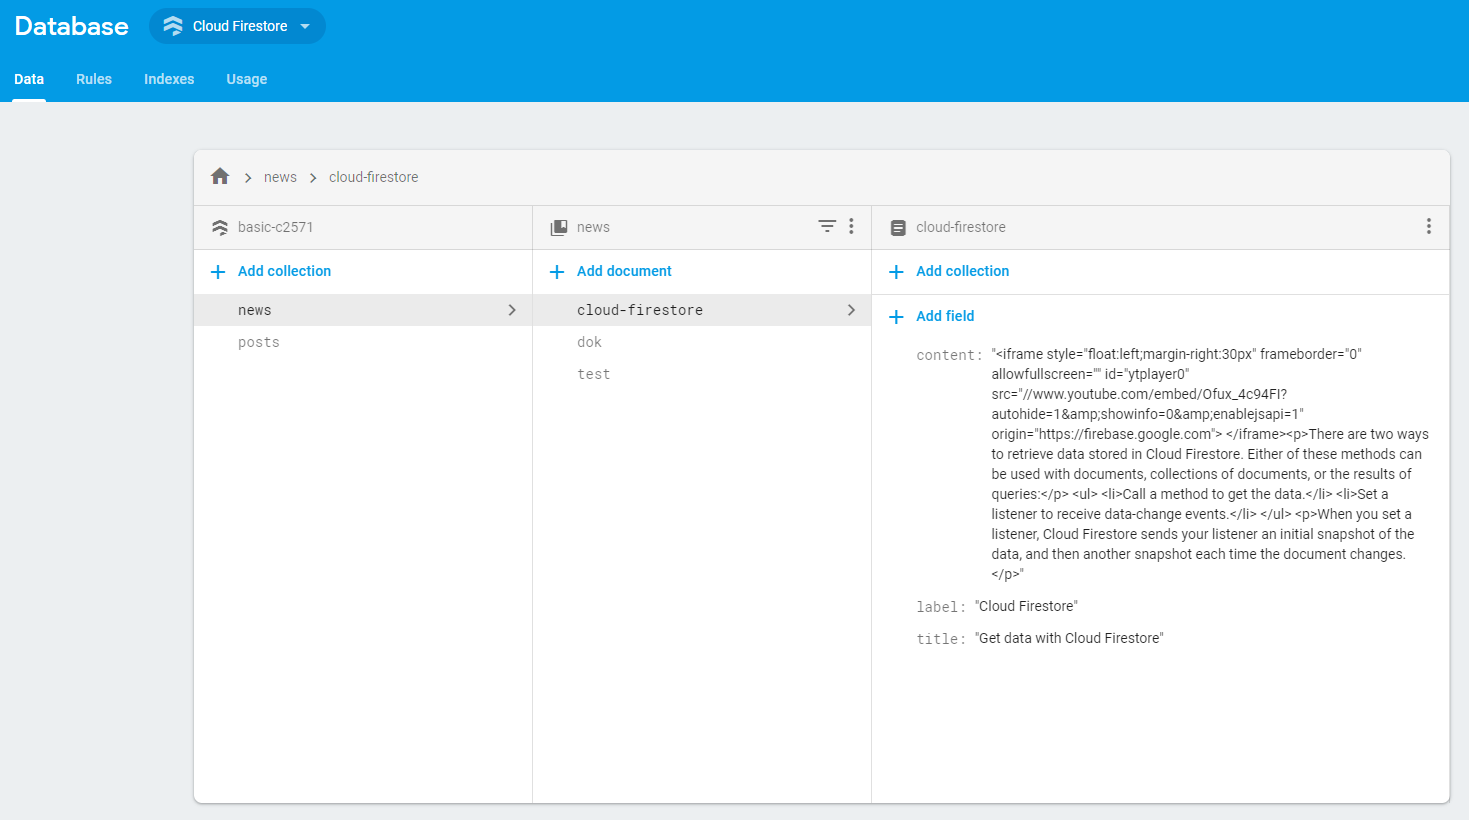 Database
Cloud Firestore
Data Rules Indexes Usage
news cloud-firestore
basic-c2571
Add collection
news
posts
news
Add document
cloud-firestore
dok
test
cloud-firestore
Add collection
Add field
content: "<iframe style="float:left;margin-right:30px" frameborder="0"
allowfullscreen="" id="ytplayer0"
src="//www.youtube.com/embed/Ofux_4c94FI?
autohide=1&amp;showinfo=0&amp;enablejsapi=1"
origin="https://firebase.google.com"> </iframe><p>There are two ways
to retrieve data stored in Cloud Firestore. Either of these methods can
be used with documents, collections of documents, or the results of
queries:</p> <ul> <li>Call a method to get the data.</li> <li>Set a
listener to receive data-change events.</li> </ul> <p>When you set a
listener, Cloud Firestore sends your listener an initial snapshot of the
data, and then another snapshot each time the document changes.
</p>"
label: "Cloud Firestore"
title: "Get data with Cloud Firestore"